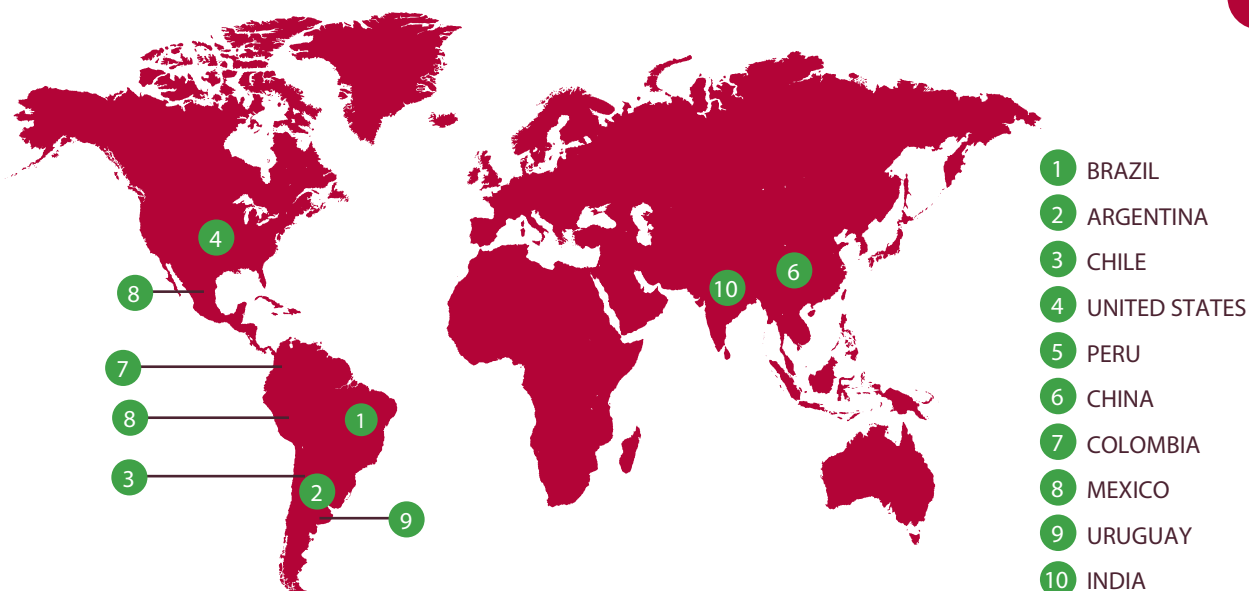 4
8
10
6
7
8
1
3
2
9
1 BRAZIL
2 ARGENTINA
3 CHILE
4 UNITED STATES
5 PERU
6 CHINA
7 COLOMBIA
8 MEXICO
9 URUGUAY
10 INDIA